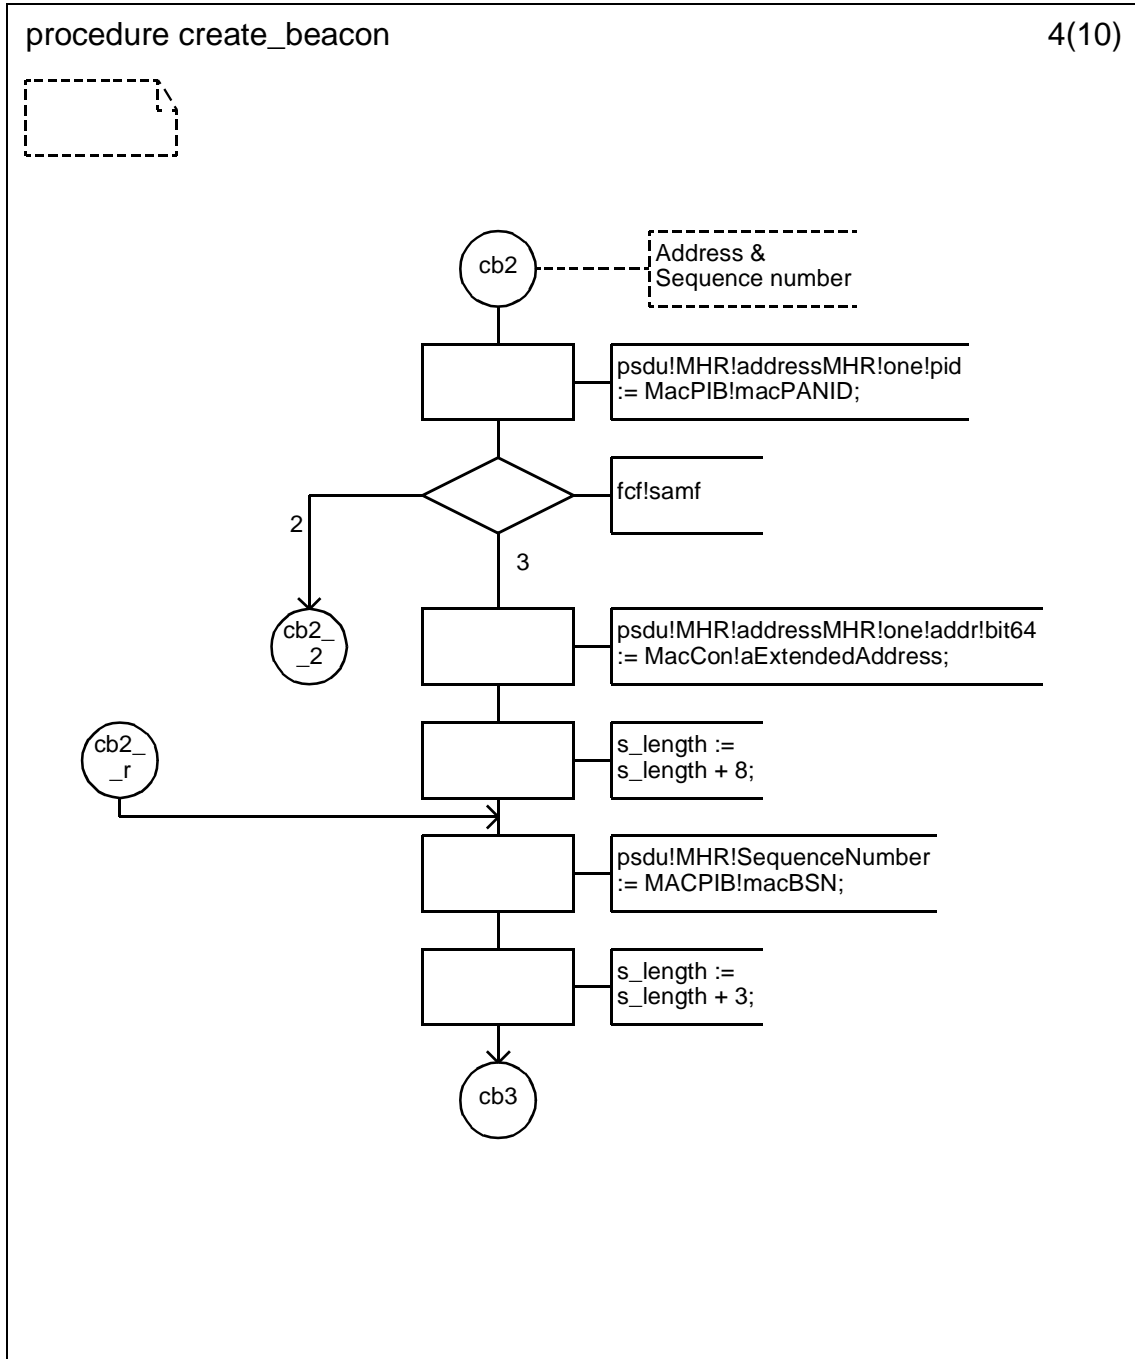 procedure create_beacon
4(10)
cb2
Address &
Sequence number
psdu!MHR!addressMHR!one!pid
:= MacPIB!macPANID;
fcf!samf
2
3
cb2_
_2
psdu!MHR!addressMHR!one!addr!bit64
:= MacCon!aExtendedAddress;
cb2_
_r
s_length :=
s_length + 8;
psdu!MHR!SequenceNumber
:= MACPIB!macBSN;
s_length :=
s_length + 3;
cb3